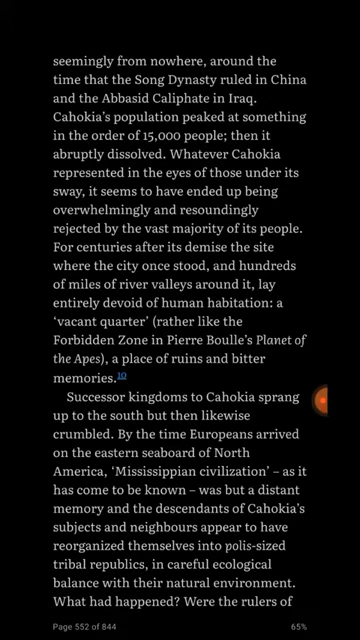 seemingly from nowhere, around the
time that the Song Dynasty ruled in China
and the Abbasid Caliphate in Iraq.
Cahokia’s population peaked at something
in the order of 15,000 people; then it
abruptly dissolved. Whatever Cahokia
represented in the eyes of those under its
sway, it seems to have ended up being
overwhelmingly and resoundingly
rejected by the vast majority of its people.
For centuries after its demise the site
where the city once stood, and hundreds
of miles of river valleys around it, lay
entirely devoid of human habitation: a
‘vacant quarter’ (rather like the
Forbidden Zone in Pierre Boulle’s Planet of
the Apes), a place of ruins and bitter
memories.10
Successor kingdoms to Cahokia sprang
up to the south but then likewise
crumbled. By the time Europeans arrived
on the eastern seaboard of North
America, ‘Mississippian civilization’ – as it
has come to be known – was but a distant
memory and the descendants of Cahokia’s
subjects and neighbours appear to have
reorganized themselves into polis-sized
tribal republics, in careful ecological
balance with their natural environment.
What had happened? Were the rulers of
Page 552 of 844 65%